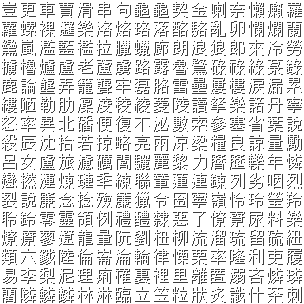 豈更車賈滑串句龜龜契金喇奈懶癩羅
蘿螺裸邏樂洛烙珞落酪駱亂卵欄爛蘭
鸞嵐濫藍襤拉臘蠟廊朗浪狼郎來冷勞
擄櫓爐盧老蘆虜路露魯鷺碌祿綠菉錄
鹿論壟弄籠聾牢磊賂雷壘屢樓淚漏累
縷陋勒肋凜凌稜綾菱陵讀拏樂諾丹寧
怒率異北磻便復不泌數索參塞省葉說
殺辰沈拾若掠略亮兩凉梁糧良諒量勵
呂女廬旅濾礪閭驪麗黎力曆歷轢年憐
戀撚漣煉璉秊練聯輦蓮連鍊列劣咽烈
裂說廉念捻殮簾獵令囹寧嶺怜玲瑩羚
聆鈴零靈領例禮醴隸惡了僚寮尿料樂
燎療蓼遼龍暈阮劉杻柳流溜琉留硫紐
類六戮陸倫崙淪輪律慄栗率隆利吏履
易李梨泥理痢罹裏裡里離匿溺吝燐璘
藺隣鱗麟林淋臨立笠粒狀炙識什茶刺